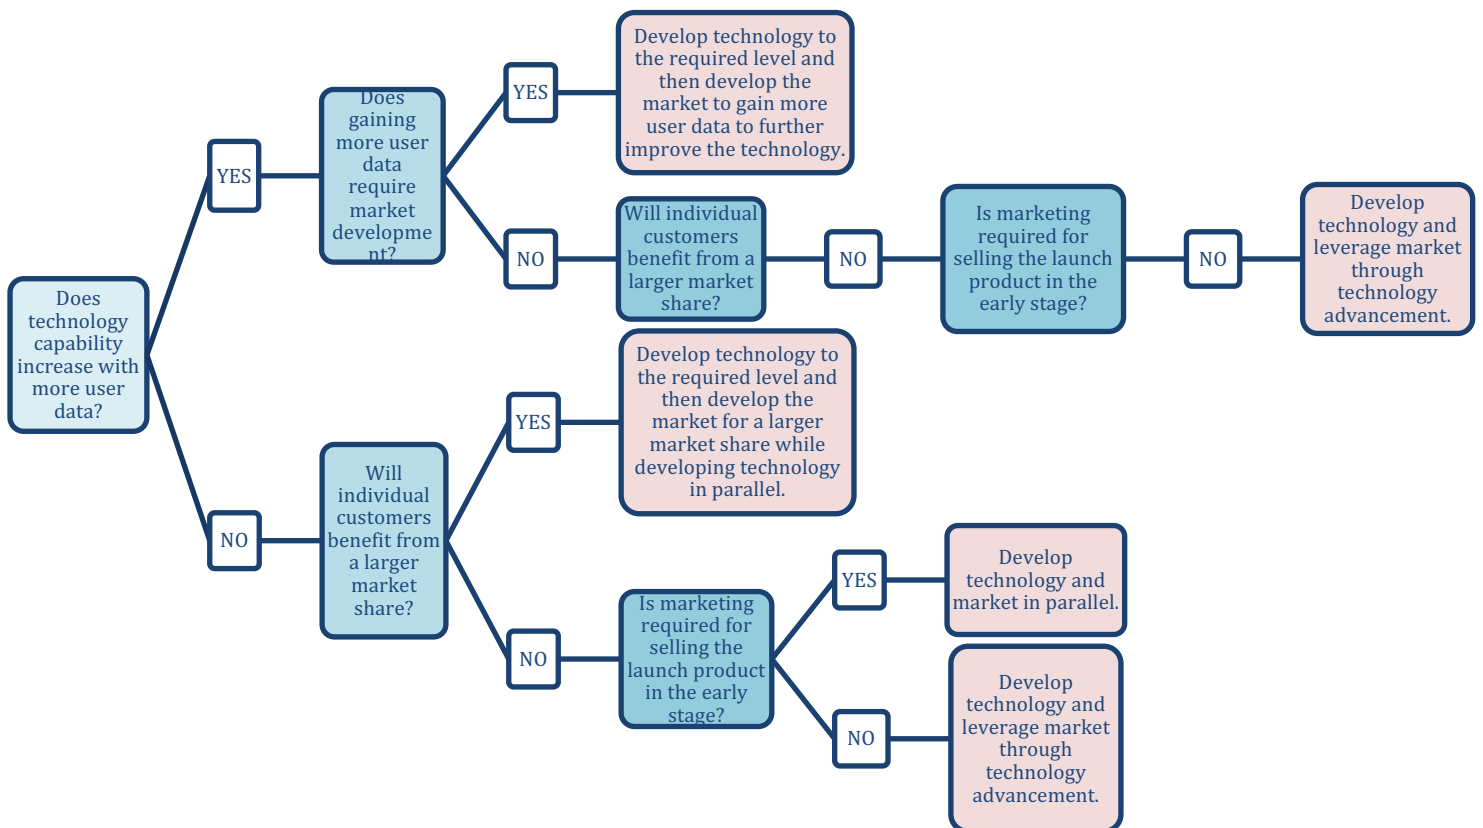 Does
technology
capability
increase with
more user
data?
YES
Does
gaining
more user
data
require
market
developme
nt?
YES
Develop technology to
the required level and
then develop the
market to gain more
user data to further
improve the technology.
NO
Will individual
customers
benefit from a
larger market
share?
NO
Is marketing
required for
selling the launch
product in the
early stage?
NO
Develop
technology and
leverage market
through
technology
advancement.
NO
Will
individual
customers
benefit from
a larger
market
share?
YES
Develop technology to
the required level and
then develop the
market for a larger
market share while
developing technology
in parallel.
NO
Is marketing
required for
selling the
launch product
in the early
stage?
YES
Develop
technology and
market in parallel.
NO
Develop
technology and
leverage market
through
technology
advancement.